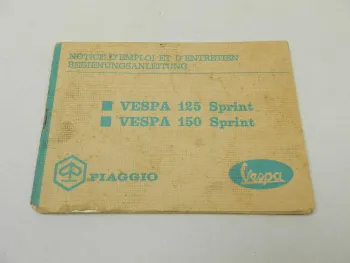 NOTICE D'EMPLOI ET D'ENTRETIEN
BEDIENUNGSANLEITUNG
VESPA 125 Sprint
VESPA 150 Sprint
PIAGGIO
Vespa